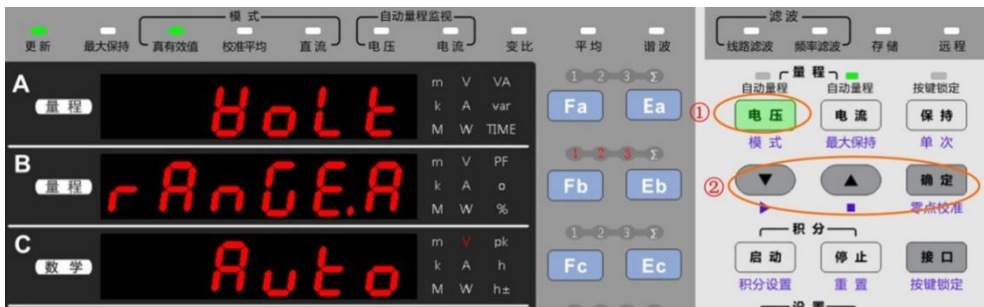 模 式
自动量程监视
滤 波
更 新 最大保持 真有效值 校准平均 直 流 电 压 电 流 变 比 平 均 谐 波 线路滤波 频率滤波 存 储 远 程
A
量 程
VoLt
m V VA
k A var
M W TIME
1 2 3 Σ
Fa Ea
B
量 程
rAnGE.A
m V PF
k A o
M W %
1 2 3 Σ
Fb Eb
C
数 学
Auto
m V pk
k A h
M W h±
1 2 3 Σ
Fc Ec
量 程
自动量程 自动量程 按键锁定
① 电 压 电 流 保 持
模 式 最大保持 单 次
② ▼ ▲ 确 定
▶ ■ 零点校准
积 分
启 动 停 止 接 口
积分设置 重 置 按键锁定
设 置